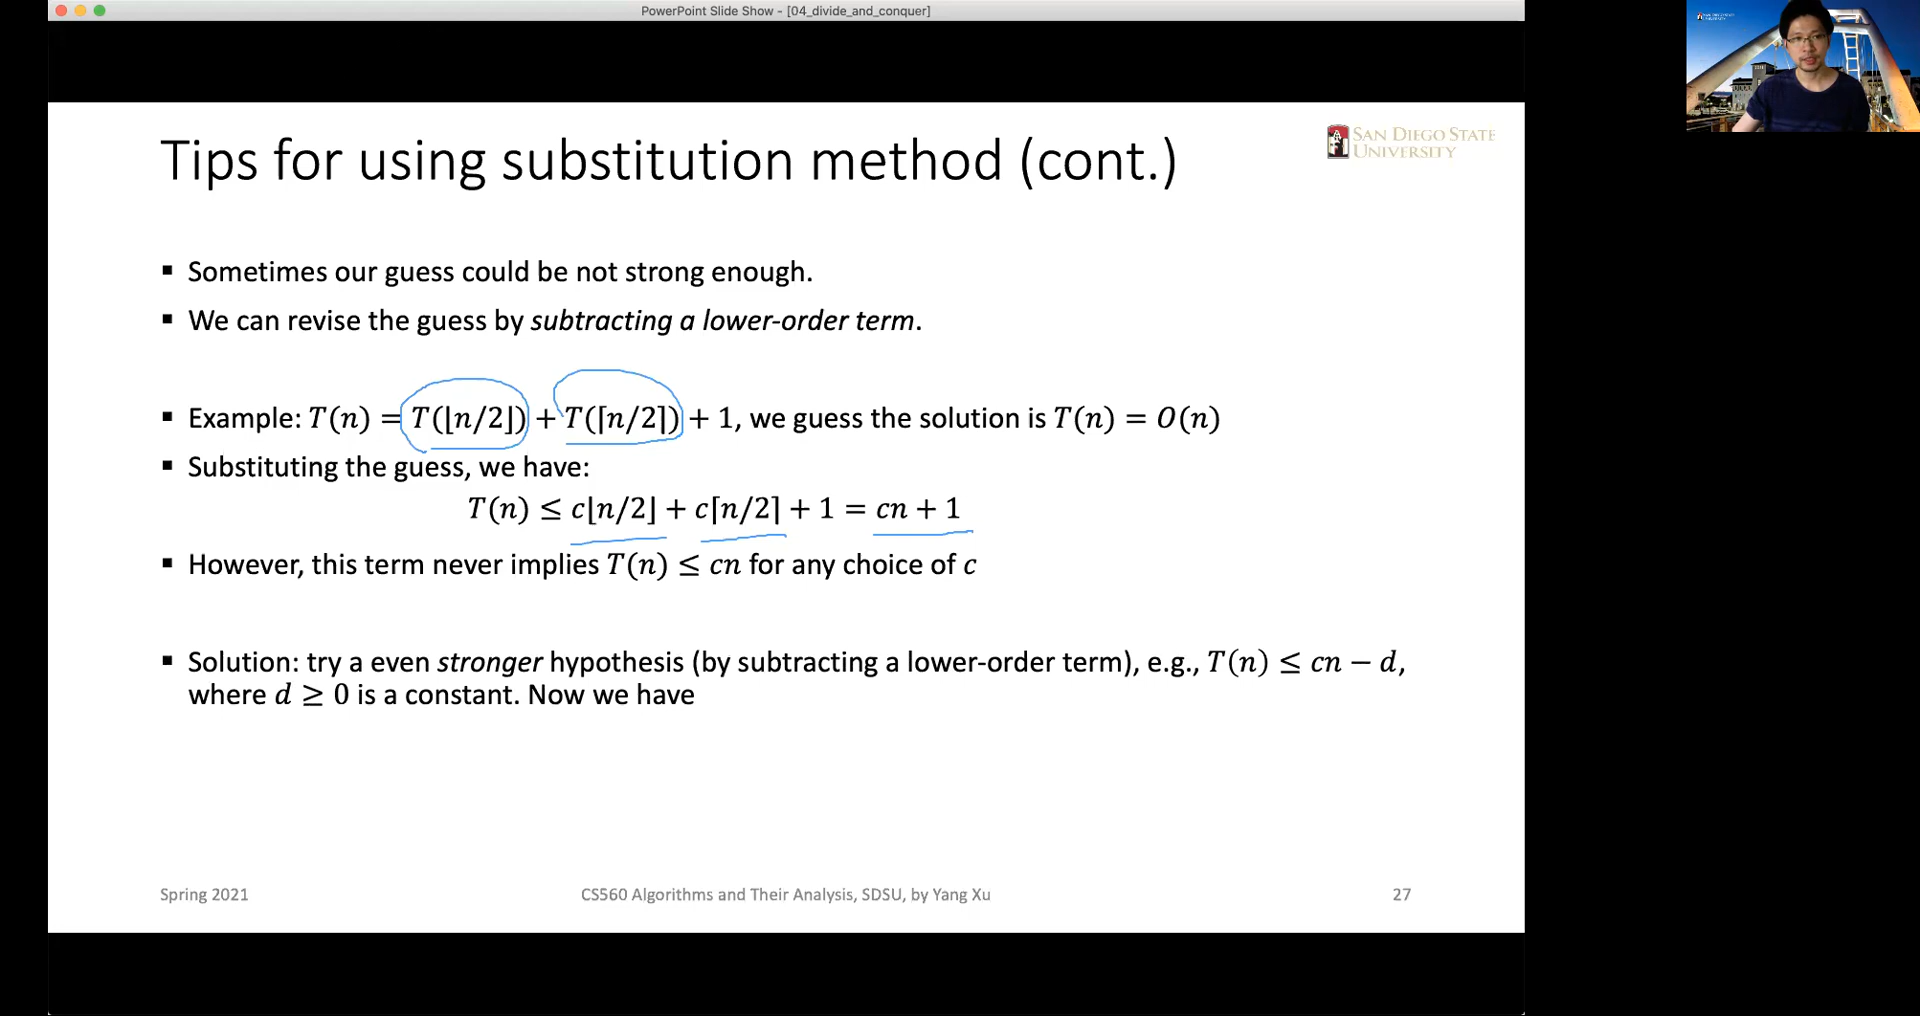 PowerPoint Slide Show - [04_divide_and_conquer]
Tips for using substitution method (cont.)
SAN DIEGO STATE
UNIVERSITY
▪ Sometimes our guess could be not strong enough.
▪ We can revise the guess by subtracting a lower-order term.
▪ Example: T(n) = T(⌊n/2⌋) + T(⌈n/2⌉) + 1, we guess the solution is T(n) = O(n)
▪ Substituting the guess, we have:
T(n) ≤ c⌊n/2⌋ + c⌈n/2⌉ + 1 = cn + 1
▪ However, this term never implies T(n) ≤ cn for any choice of c
▪ Solution: try a even stronger hypothesis (by subtracting a lower-order term), e.g., T(n) ≤ cn − d,
where d ≥ 0 is a constant. Now we have
Spring 2021
CS560 Algorithms and Their Analysis, SDSU, by Yang Xu
27